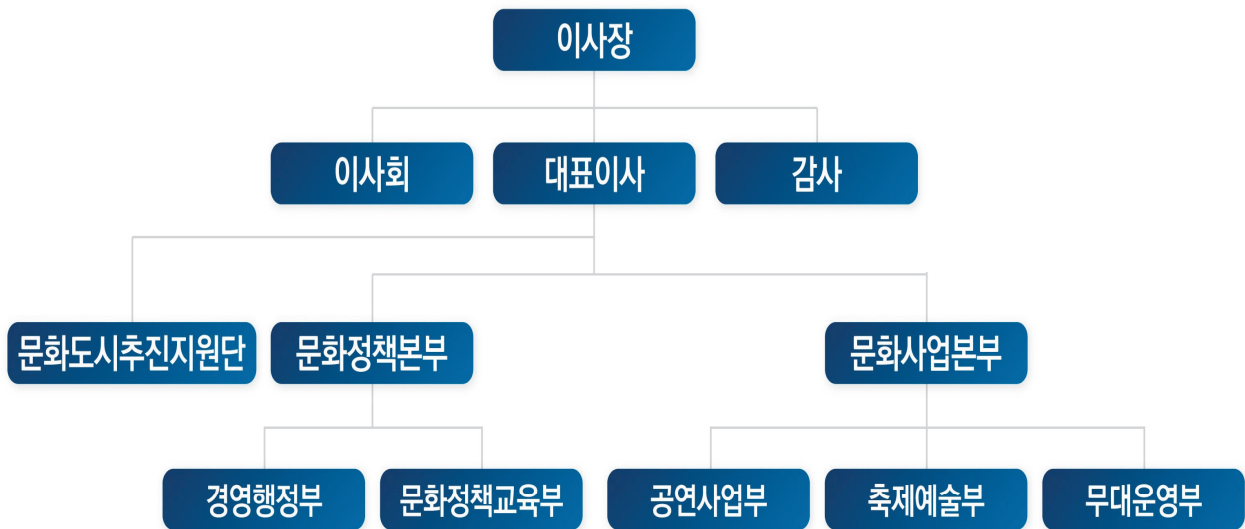 이사장
이사회
대표이사
감사
문화도시추진지원단
문화정책본부
문화사업본부
경영행정부
문화정책교육부
공연사업부
축제예술부
무대운영부